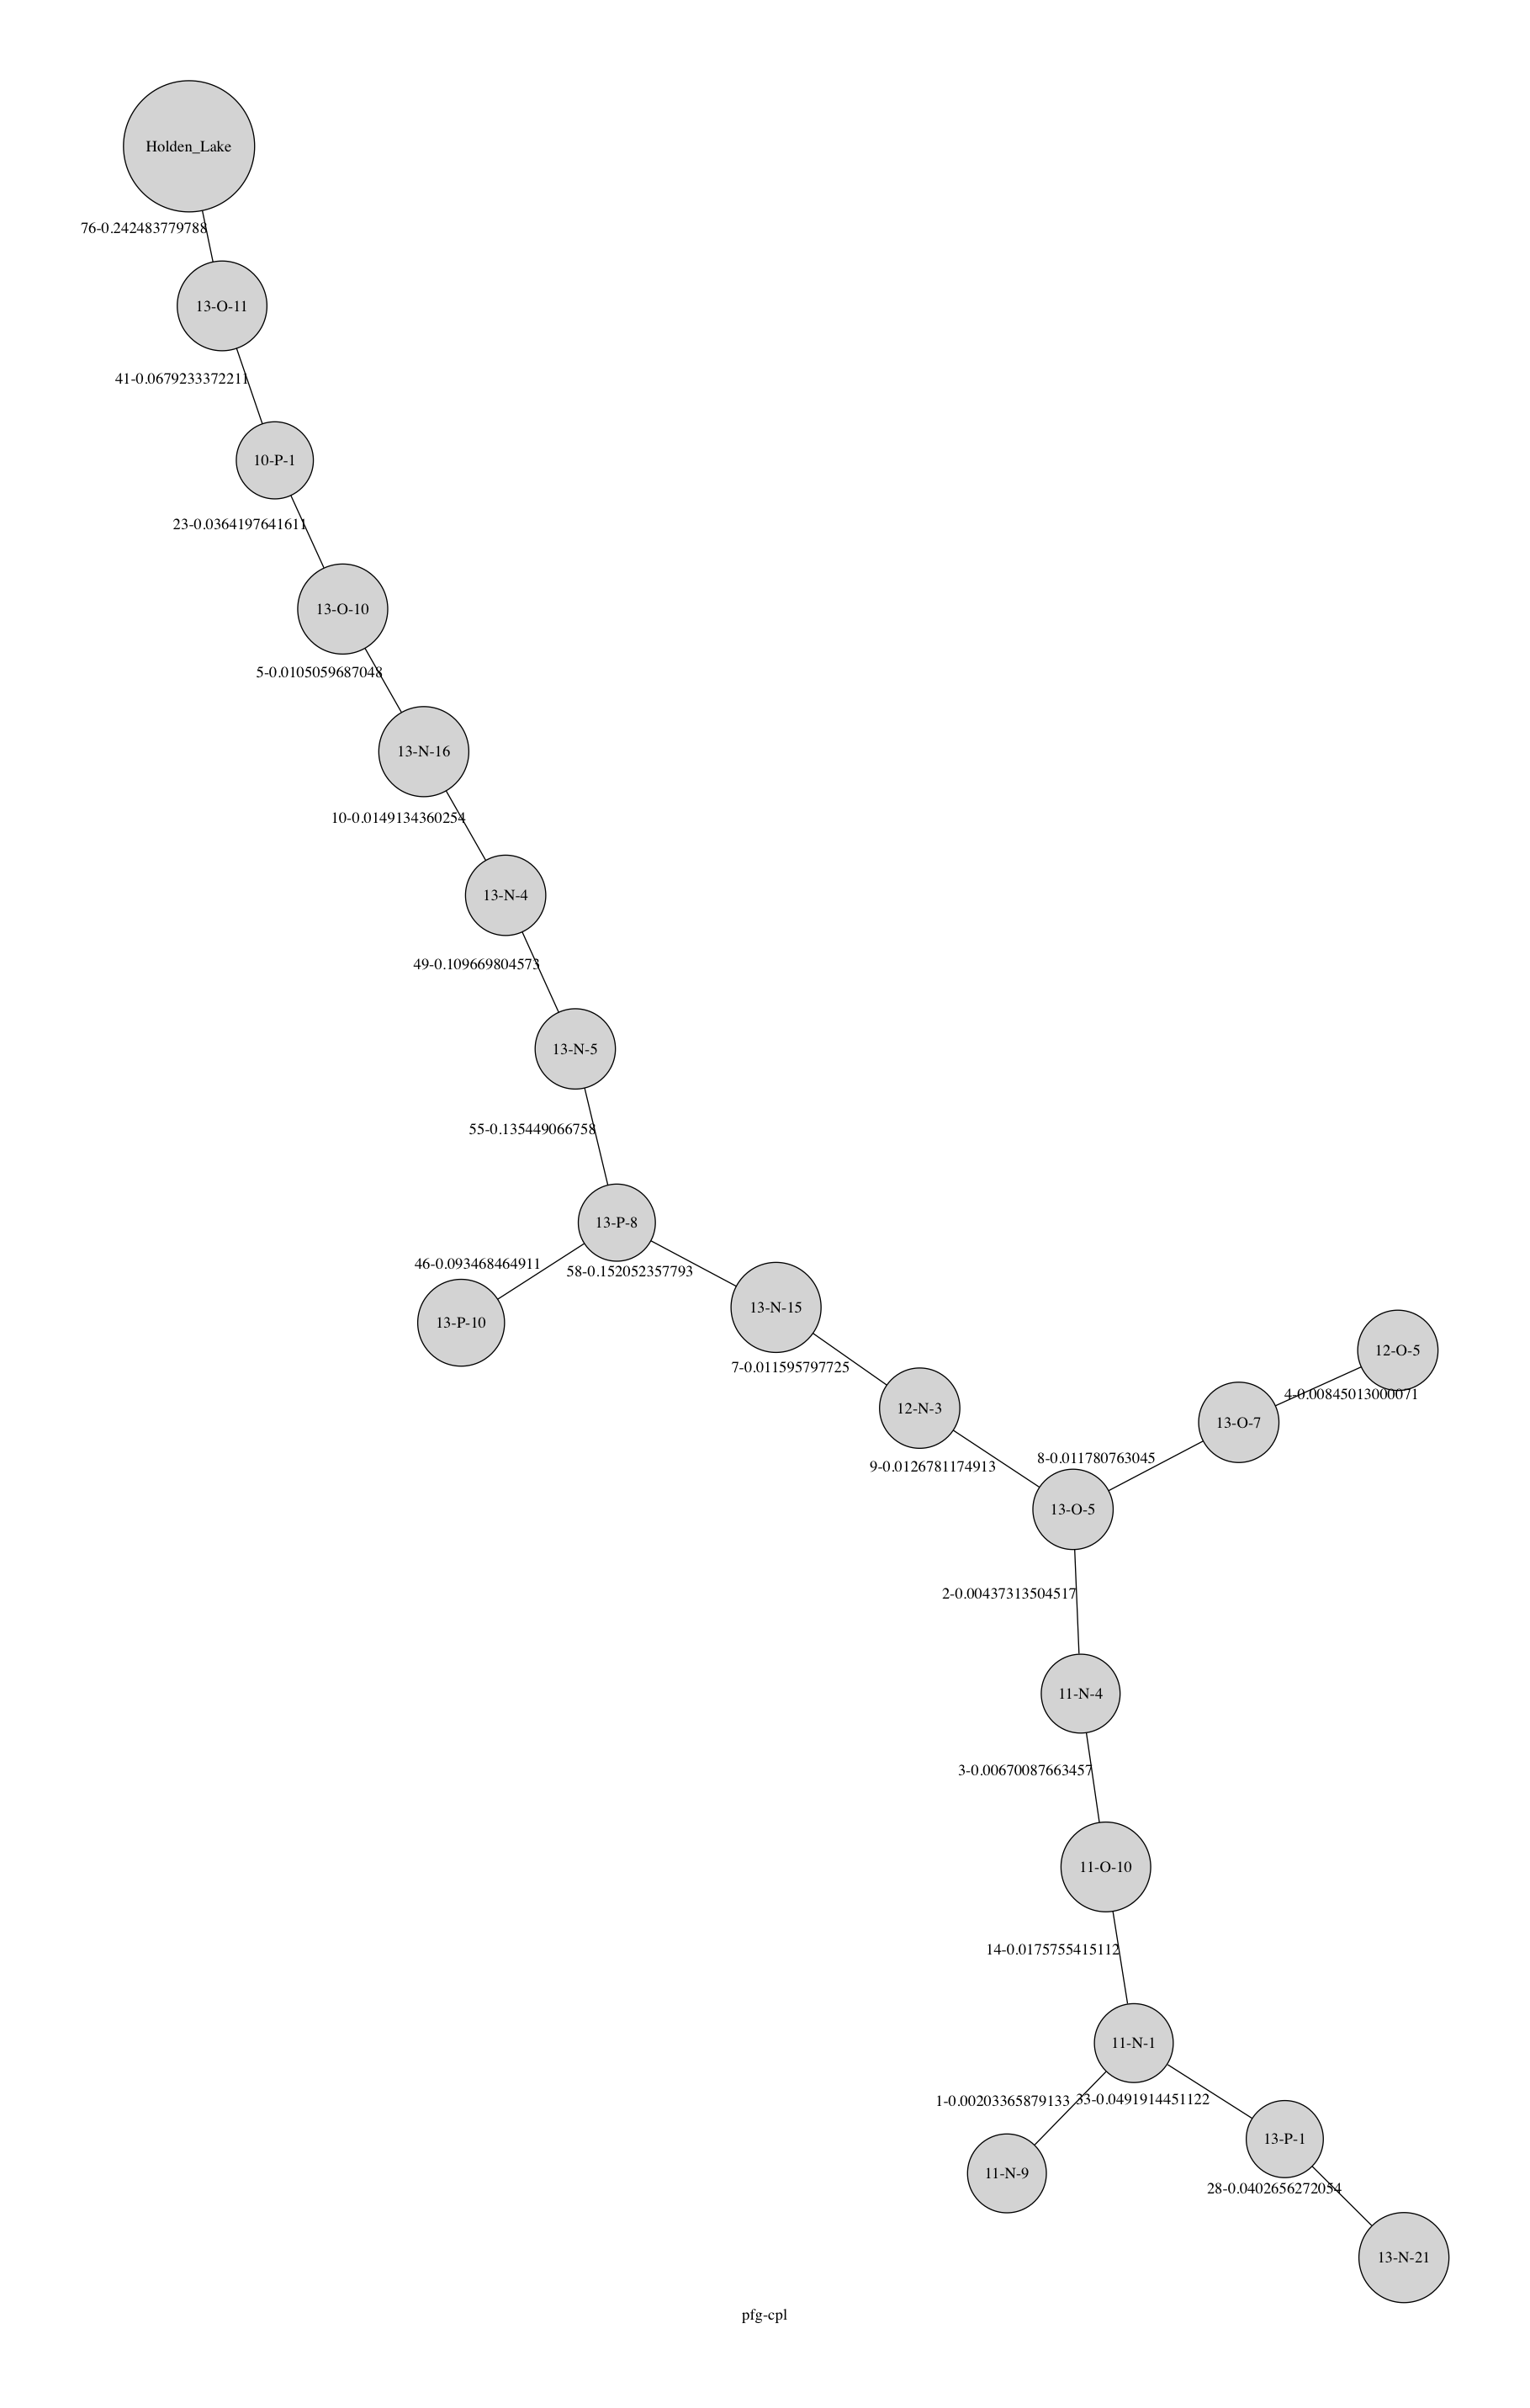 Holden_Lake
76-0.242483779788
13-O-11
41-0.0679233372211
10-P-1
23-0.0364197641611
13-O-10
5-0.0105059687048
13-N-16
10-0.0149134360254
13-N-4
49-0.109669804573
13-N-5
55-0.135449066758
13-P-8
46-0.093468464911
58-0.152052357793
13-P-10
13-N-15
7-0.011595797725
12-N-3
12-O-5
4-0.00845013000071
13-O-7
8-0.011780763045
9-0.0126781174913
13-O-5
2-0.00437313504517
11-N-4
3-0.00670087663457
11-O-10
14-0.0175755415112
11-N-1
1-0.00203365879133
33-0.0491914451122
13-P-1
11-N-9
28-0.0402656272054
13-N-21
pfg-cpl